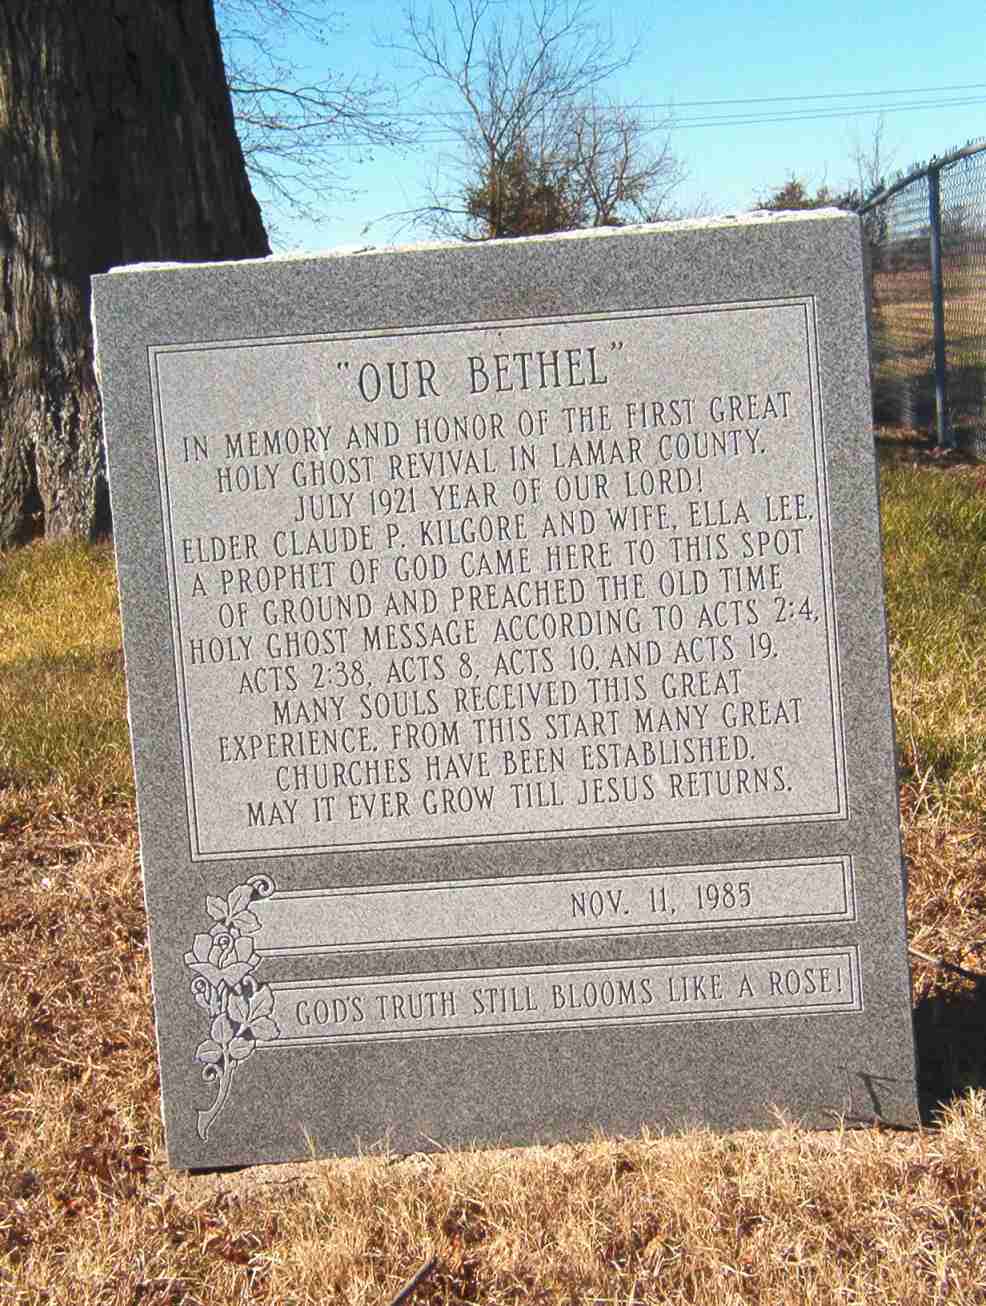 "OUR BETHEL"
IN MEMORY AND HONOR OF THE FIRST GREAT
HOLY GHOST REVIVAL IN LAMAR COUNTY.
JULY 1921 YEAR OF OUR LORD!
ELDER CLAUDE P. KILGORE AND WIFE, ELLA LEE,
A PROPHET OF GOD CAME HERE TO THIS SPOT
OF GROUND AND PREACHED THE OLD TIME
HOLY GHOST MESSAGE ACCORDING TO ACTS 2:4,
ACTS 2:38, ACTS 8, ACTS 10, AND ACTS 19.
MANY SOULS RECEIVED THIS GREAT
EXPERIENCE. FROM THIS START MANY GREAT
CHURCHES HAVE BEEN ESTABLISHED.
MAY IT EVER GROW TILL JESUS RETURNS.
NOV. 11, 1985
GOD'S TRUTH STILL BLOOMS LIKE A ROSE!